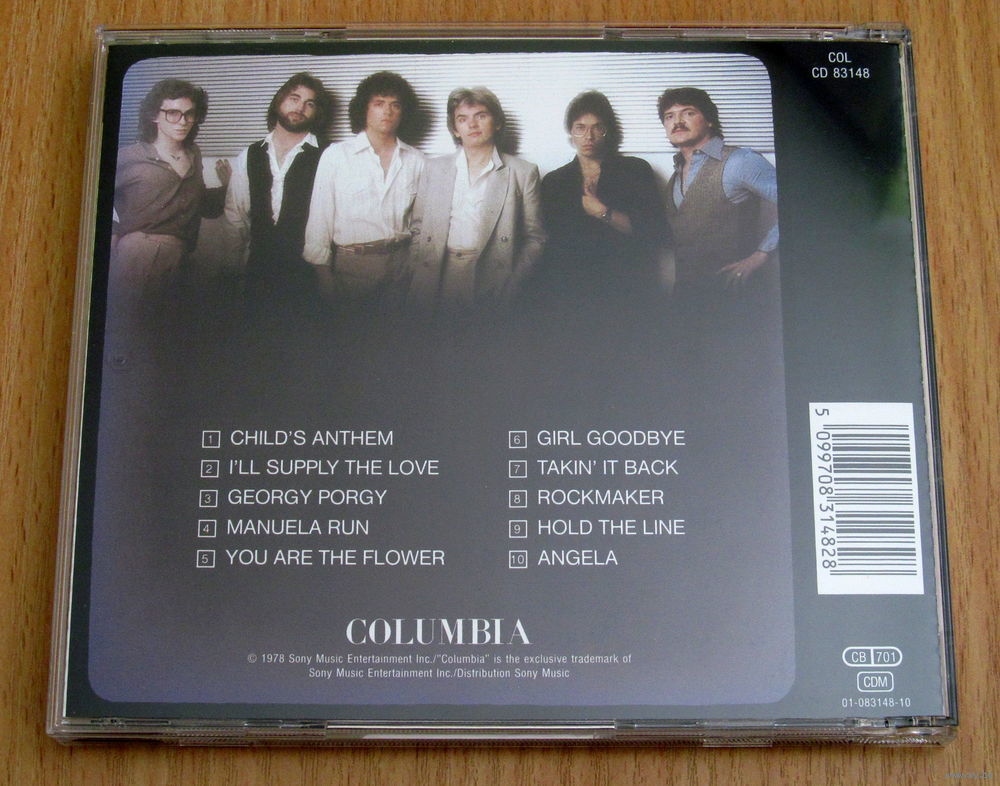 COL
CD 83148
1 CHILD'S ANTHEM
2 I'LL SUPPLY THE LOVE
3 GEORGY PORGY
4 MANUELA RUN
5 YOU ARE THE FLOWER
6 GIRL GOODBYE
7 TAKIN' IT BACK
8 ROCKMAKER
9 HOLD THE LINE
10 ANGELA
5 099708 314828
COLUMBIA
© 1978 Sony Music Entertainment Inc./"Columbia" is the exclusive trademark of
Sony Music Entertainment Inc./Distribution Sony Music
CB 701
CDM
01-083148-10